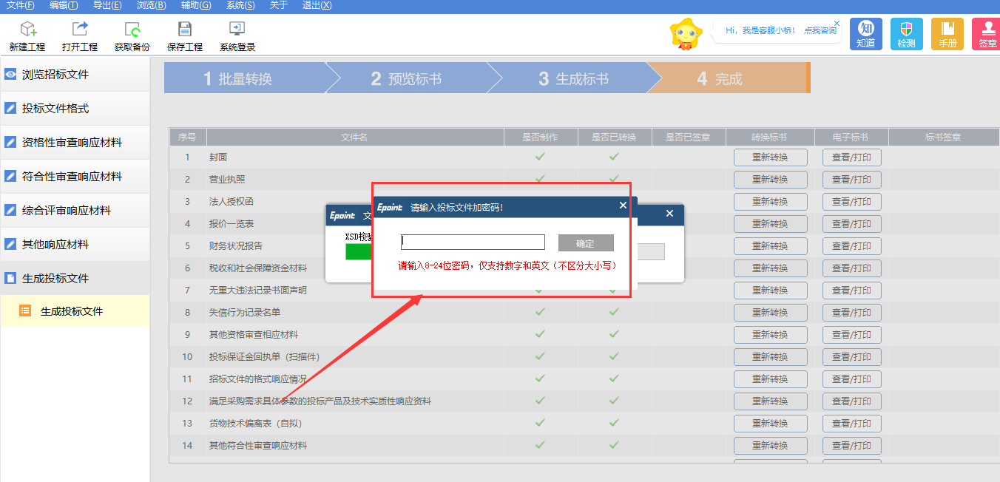 文件(F) 编辑(T) 导出(E) 浏览(B) 辅助(G) 系统(S) 关于 退出(X)
新建工程 打开工程 获取备份 保存工程 系统登录
Hi，我是客服小桥！ 点我咨询
知
知道 检测 手册 签章
浏览招标文件
投标文件格式
资格性审查响应材料
符合性审查响应材料
综合评审响应材料
其他响应材料
生成投标文件
生成投标文件
1 批量转换 2 预览标书 3 生成标书 4 完成
序号 文件名 是否制作 是否已转换 是否已签章 转换标书 电子标书 标书签章
1 封面 重新转换 查看/打印
2 营业执照 重新转换 查看/打印
3 法人授权函 重新转换 查看/打印
4 报价一览表 重新转换 查看/打印
5 财务状况报告 重新转换 查看/打印
6 税收和社会保障资金材料 重新转换 查看/打印
7 无重大违法记录书面声明 重新转换 查看/打印
8 失信行为记录名单 重新转换 查看/打印
9 其他资格审查相应材料 重新转换 查看/打印
10 投标保证金回执单（扫描件） 重新转换 查看/打印
11 招标文件的格式响应情况 重新转换 查看/打印
12 满足采购需求具体参数的投标产品及技术实质性响应资料 重新转换 查看/打印
13 货物技术偏离表（自拟） 重新转换 查看/打印
14 其他符合性审查响应材料 重新转换 查看/打印
Epoint 文
XSD校验
Epoint 请输入投标文件加密码！
确定
请输入8-24位密码，仅支持数字和英文（不区分大小写）